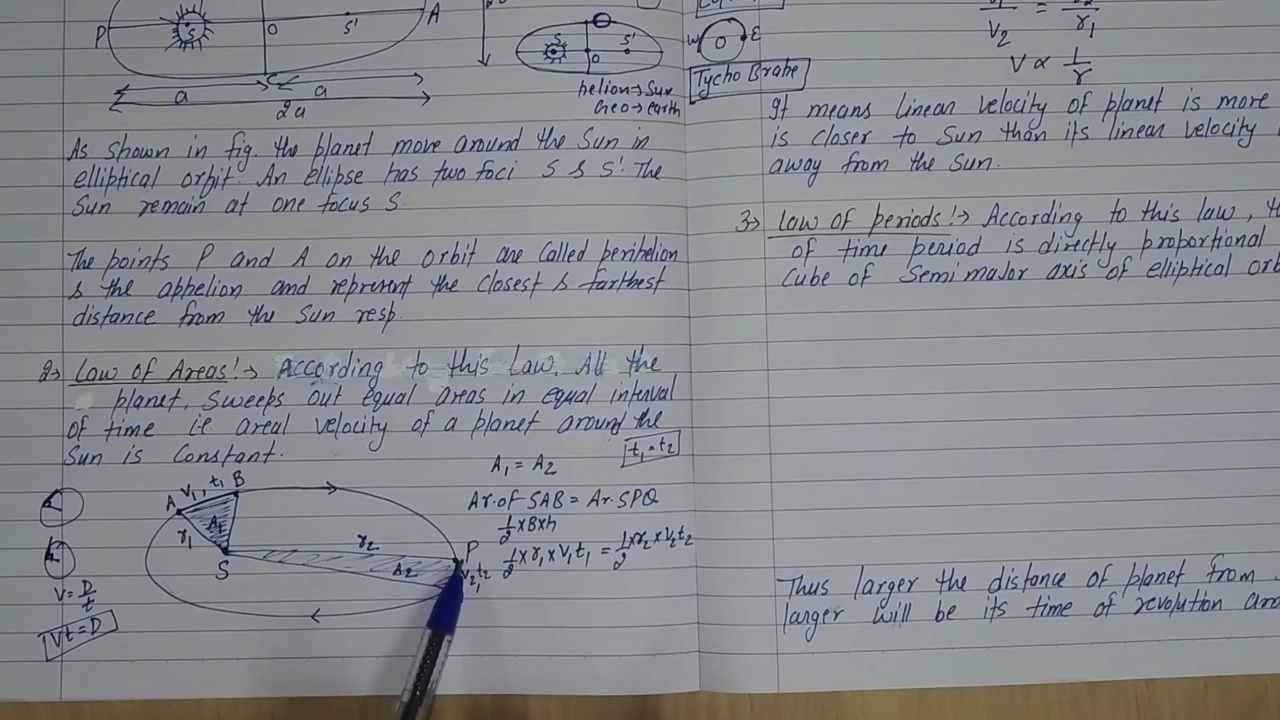 P
S
O
S'
A
C
a
a
2a
S
S'
O
helion→Sun
Geo→earth
W
O
E
Tycho Brahe
As shown in fig. the planet move around the Sun in
elliptical orbit. An ellipse has two foci S & S'. The
Sun remain at one focus S.
The points P and A on the orbit are called perihelion
& the aphelion and represent the closest & farthest
distance from the Sun resp.
2→ Law of Areas!→ According to this Law, All the
planet, sweeps out equal areas in equal interval
of time i.e areal velocity of a planet around the
Sun is Constant.
t₁ = t₂
A₁ = A₂
Ar. of SAB = Ar. SPQ
1/2 × B × h
1/2 × r₁ × V₁t₁ = 1/2 × r₂ × V₂t₂
V₁, t₁
A
B
A₁
r₁
S
r₂
A₂
P
V₂t₂
V = D/t
Vt = D
V₂ = r₁
V ∝ 1/r
It means linear velocity of planet is more
is closer to Sun than its linear velocity
away from the Sun.
3→ Law of periods!→ According to this law,
of time period is directly proportional
Cube of Semi major axis of elliptical
Thus larger the distance of planet from
larger will be its time of revolution